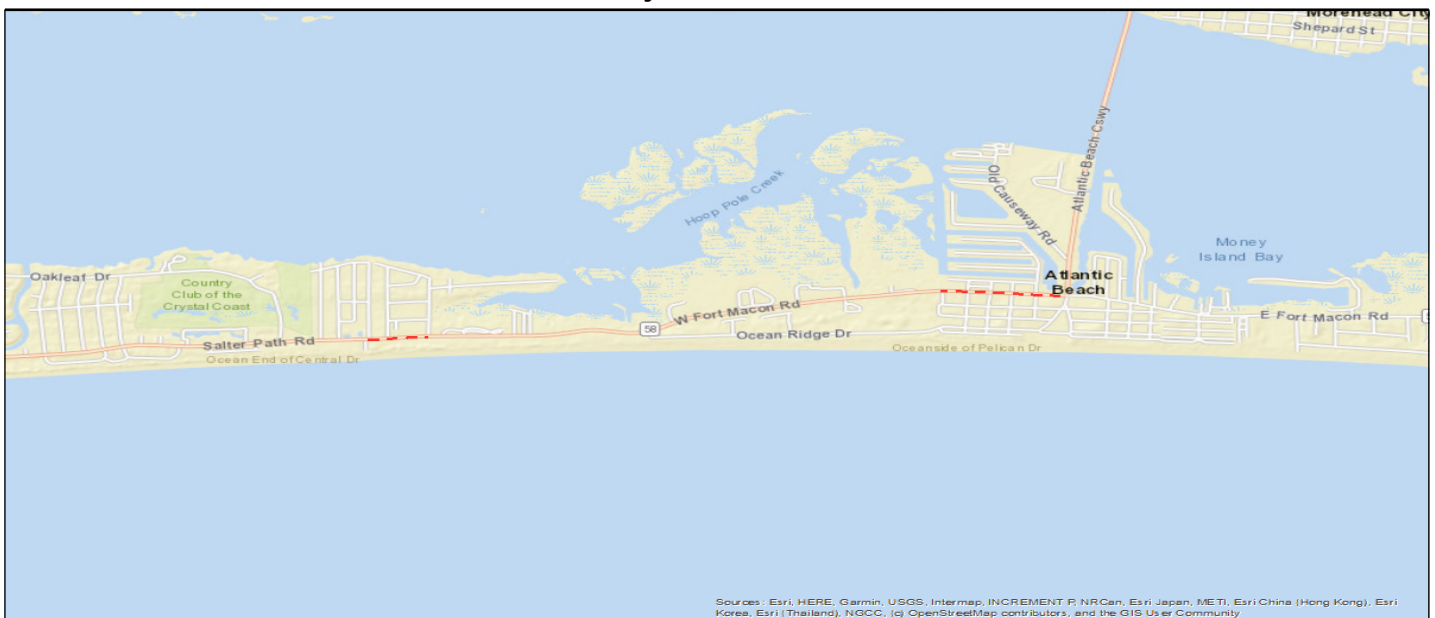 Morehead City
Shepard St
Atlantic Beach Cswy
Old Causeway Rd
Hoop Pole Creek
Money
Island Bay
Oakleaf Dr
Country
Club of the
Crystal Coast
Atlantic
Beach
W Fort Macon Rd
58
E Fort Macon Rd
Salter Path Rd
Ocean Ridge Dr
Ocean End of Central Dr
Oceanside of Pelican Dr
Sources: Esri, HERE, Garmin, USGS, Intermap, INCREMENT P, NRCan, Esri Japan, METI, Esri China (Hong Kong), Esri
Korea, Esri (Thailand), NGCC, (c) OpenStreetMap contributors, and the GIS User Community